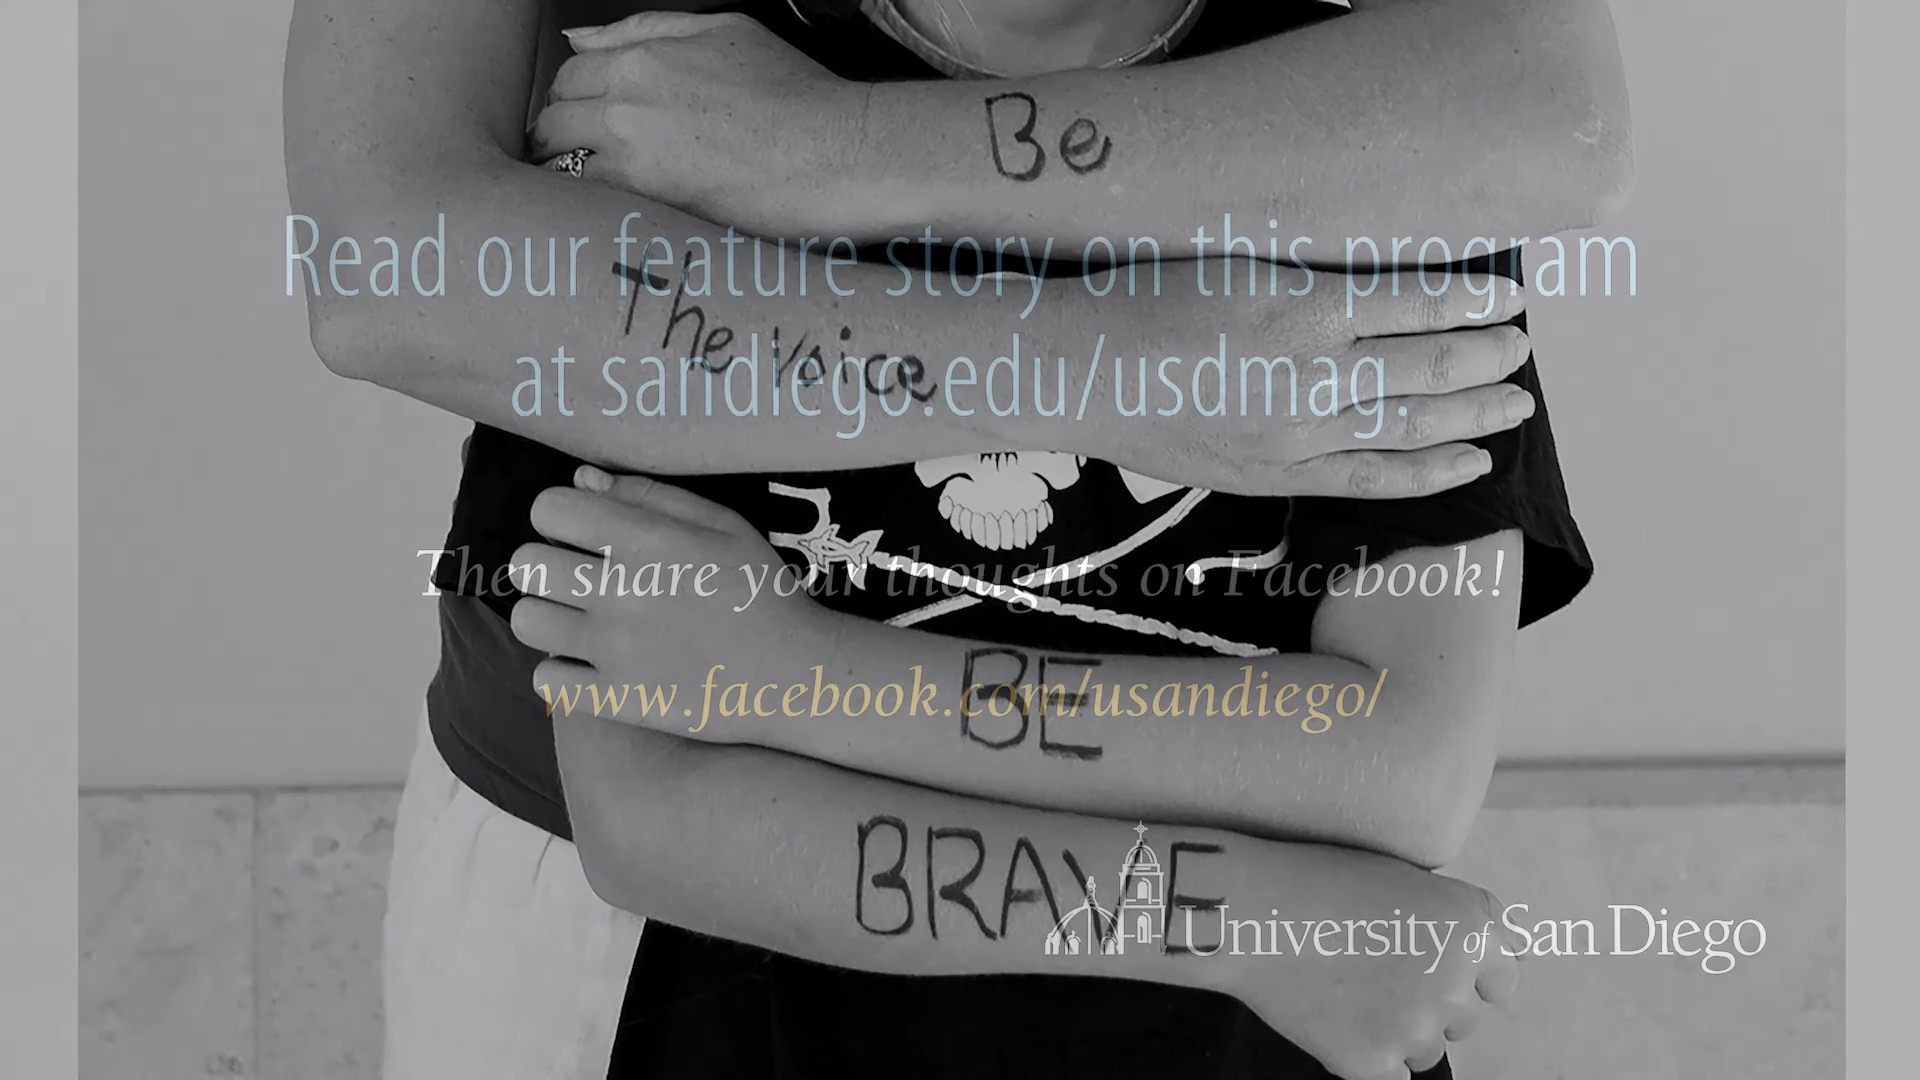 Be
Read our feature story on this program
The Voice
at sandiego.edu/usdmag.
Then share your thoughts on Facebook!
BE
www.facebook.com/usandiego/
BRAVE
University of San Diego